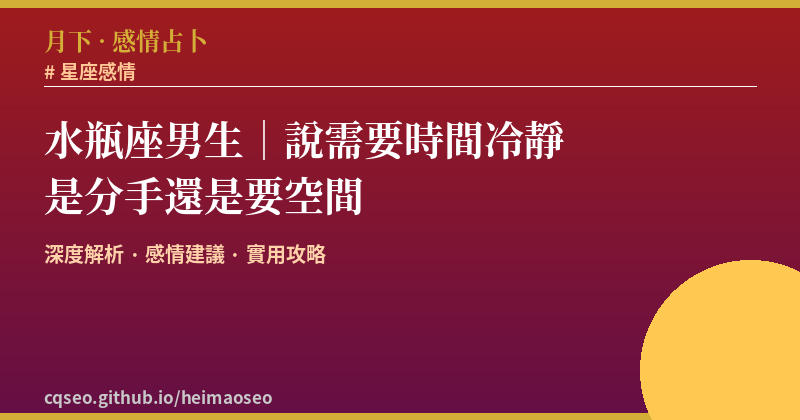 月下 · 感情占卜
# 星座感情
水瓶座男生｜說需要時間冷靜
是分手還是要空間
深度解析 · 感情建議 · 實用攻略
cqseo.github.io/heimaoseo